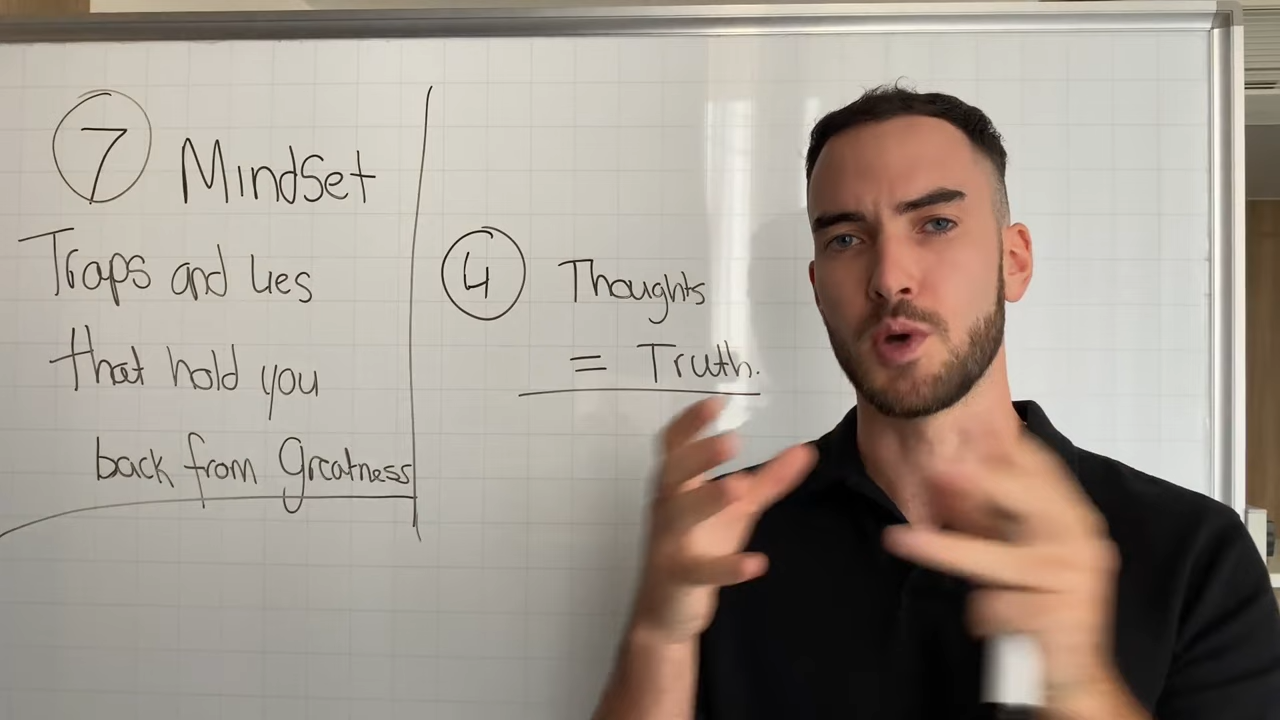 7 Mindset
Traps and lies
that hold you
back from Greatness
4 Thoughts
= Truth.